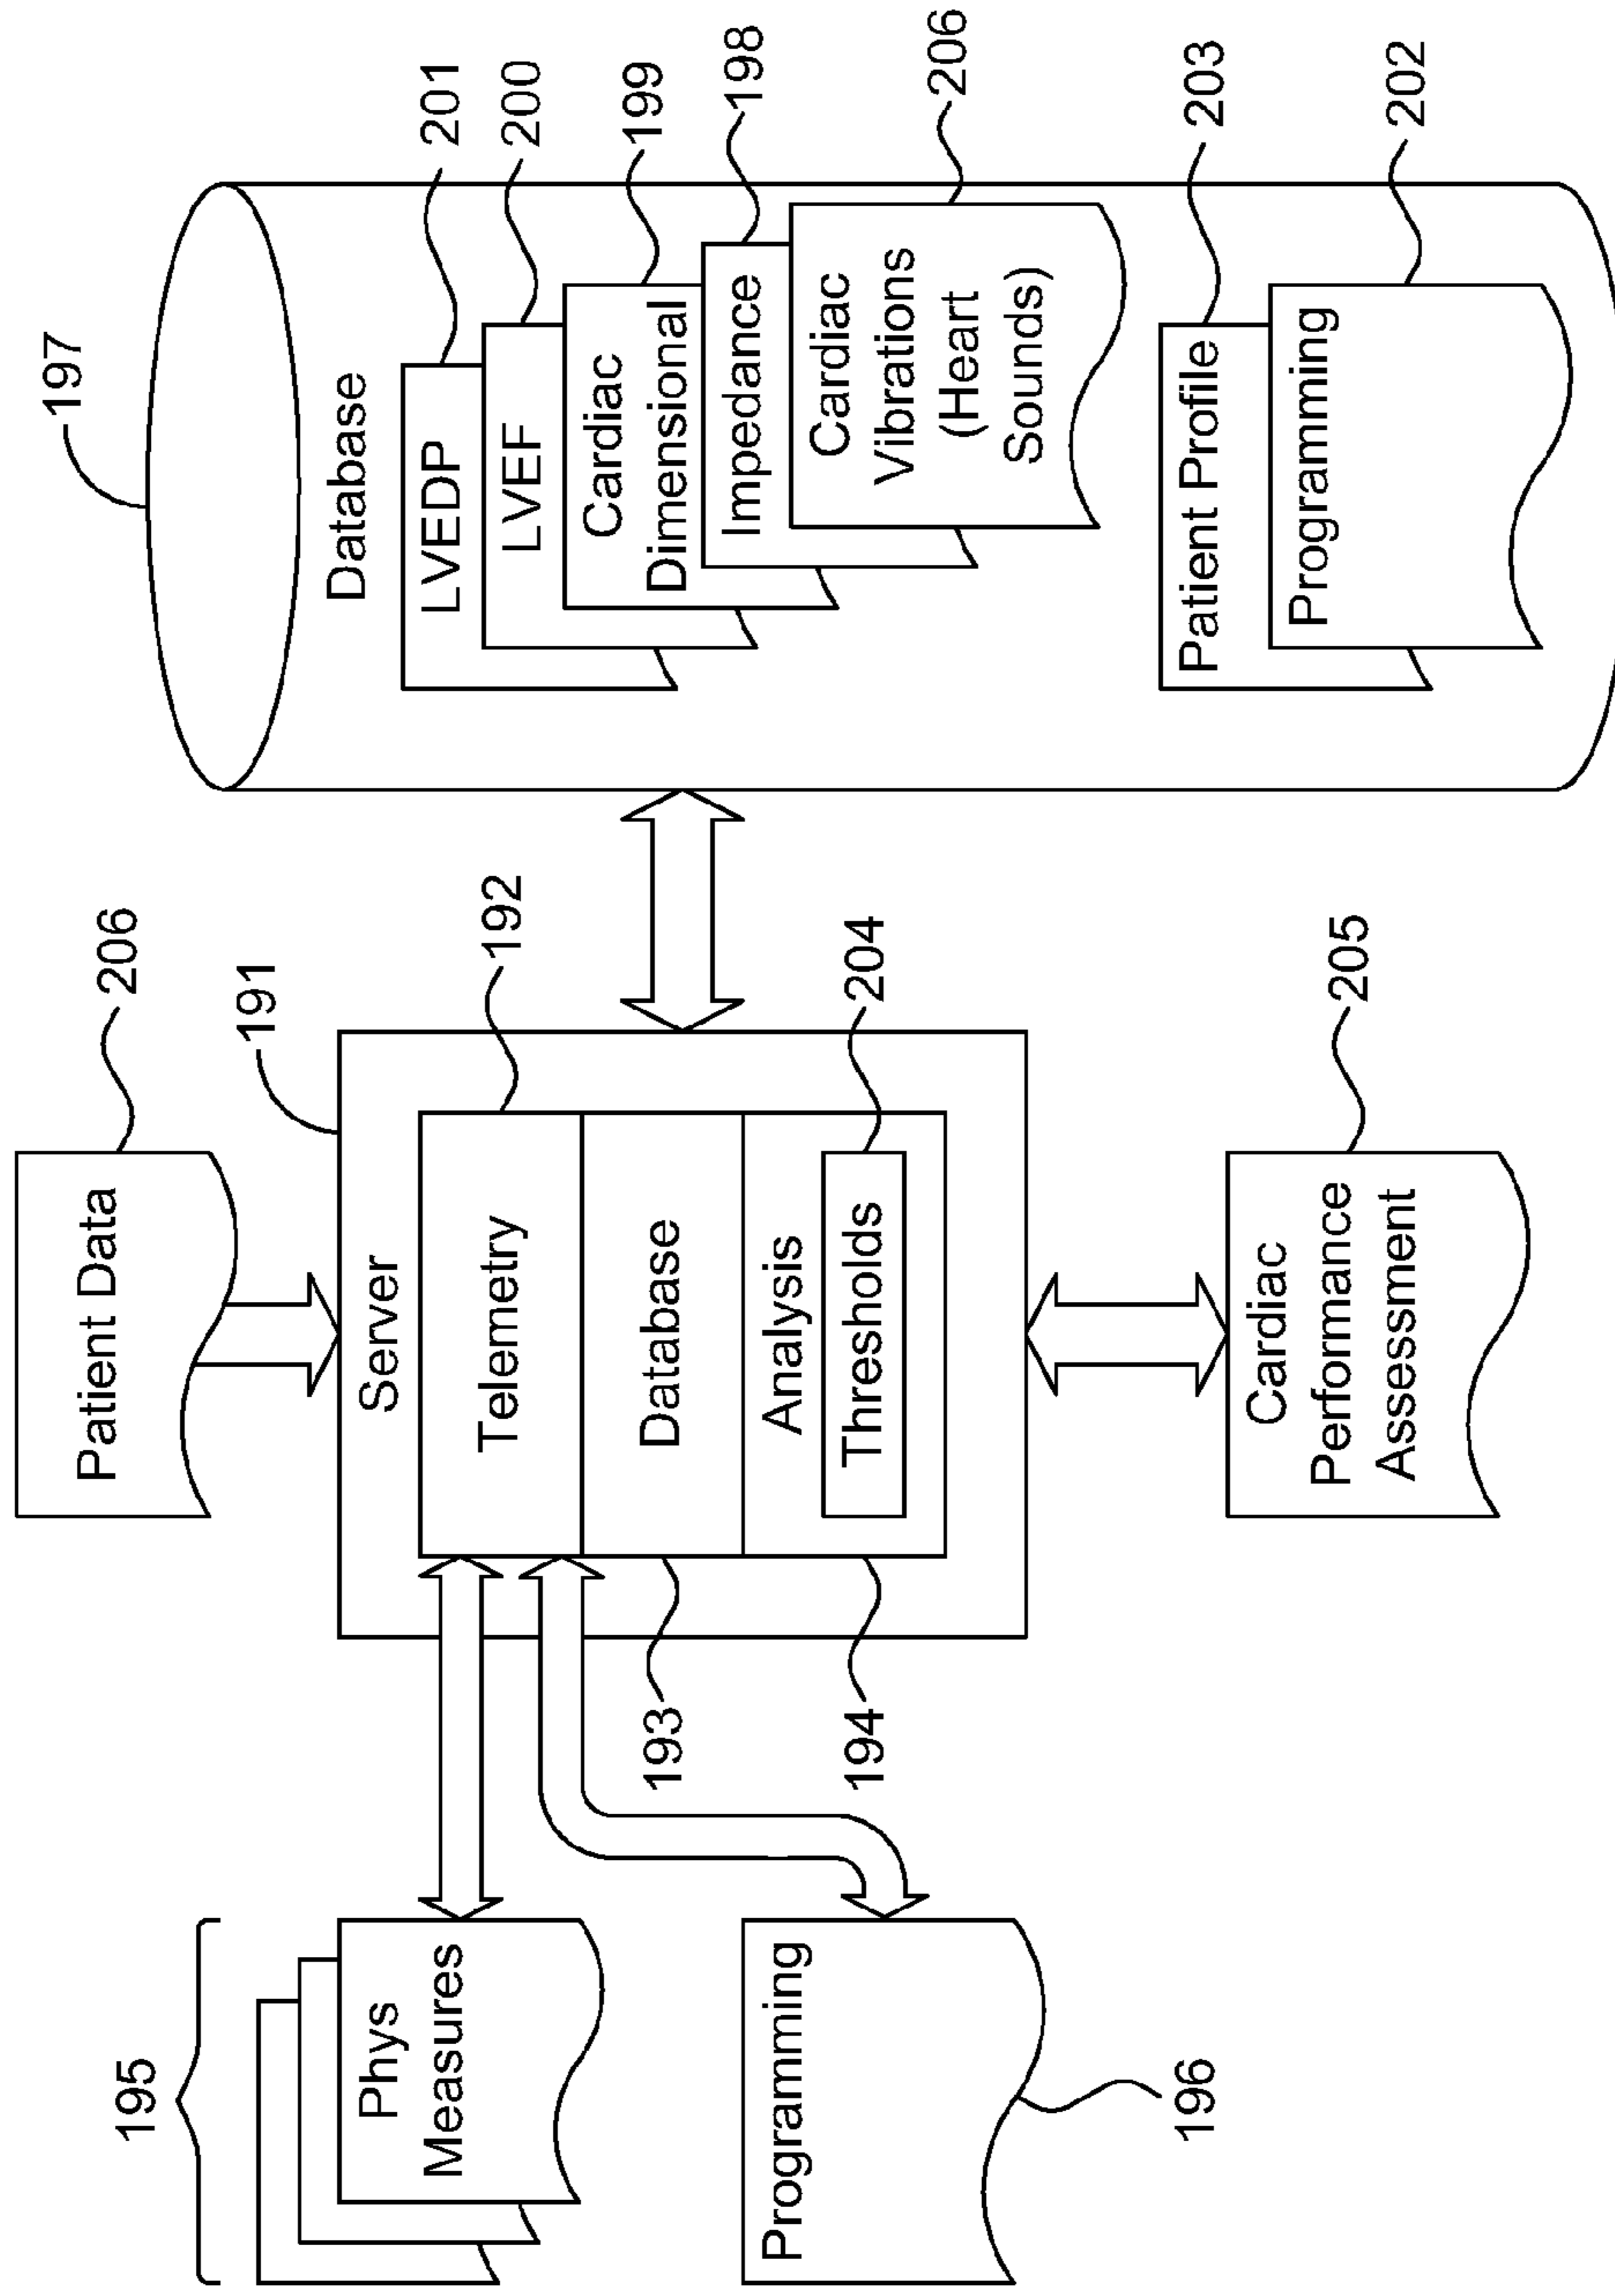 197
206
Patient Data
191
Server
Telemetry
192
Database
193
Analysis
194
Thresholds
204
195
Phys
Measures
Programming
196
Cardiac
Performance
Assessment
205
Database
LVEDP
201
LVEF
200
Cardiac
Dimensional
199
Impedance
198
Cardiac
Vibrations
(Heart
Sounds)
206
Patient Profile
203
Programming
202